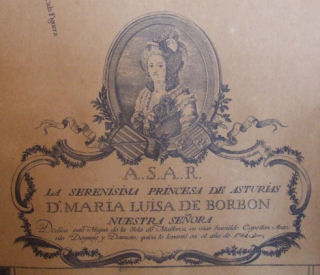 A. S. A. R.
LA SERENISIMA PRINCESA DE ASTURIAS
Dª MARIA LUISA DE BORBON
NUESTRA SEÑORA
Dedica este Mapa de la Isla de Mallorca su mas humilde Capellan Anto-
nio Despuig y Dameto, quien lo levantó en el año de 1784